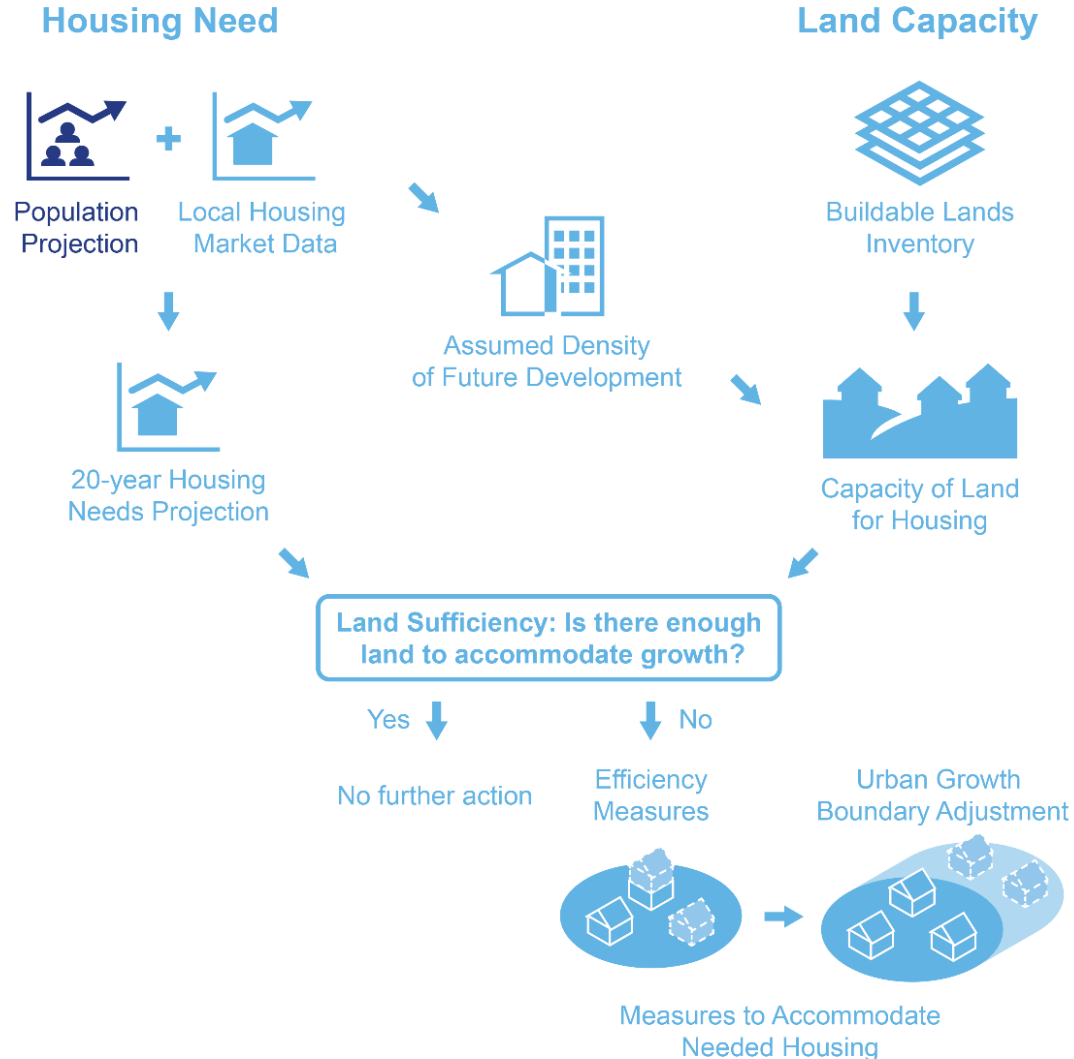 Housing Need
Land Capacity
Population
Projection
Local Housing
Market Data
Buildable Lands
Inventory
Assumed Density
of Future Development
20-year Housing
Needs Projection
Capacity of Land
for Housing
Land Sufficiency: Is there enough
land to accommodate growth?
Yes
No
No further action
Efficiency
Measures
Urban Growth
Boundary Adjustment
Measures to Accommodate
Needed Housing